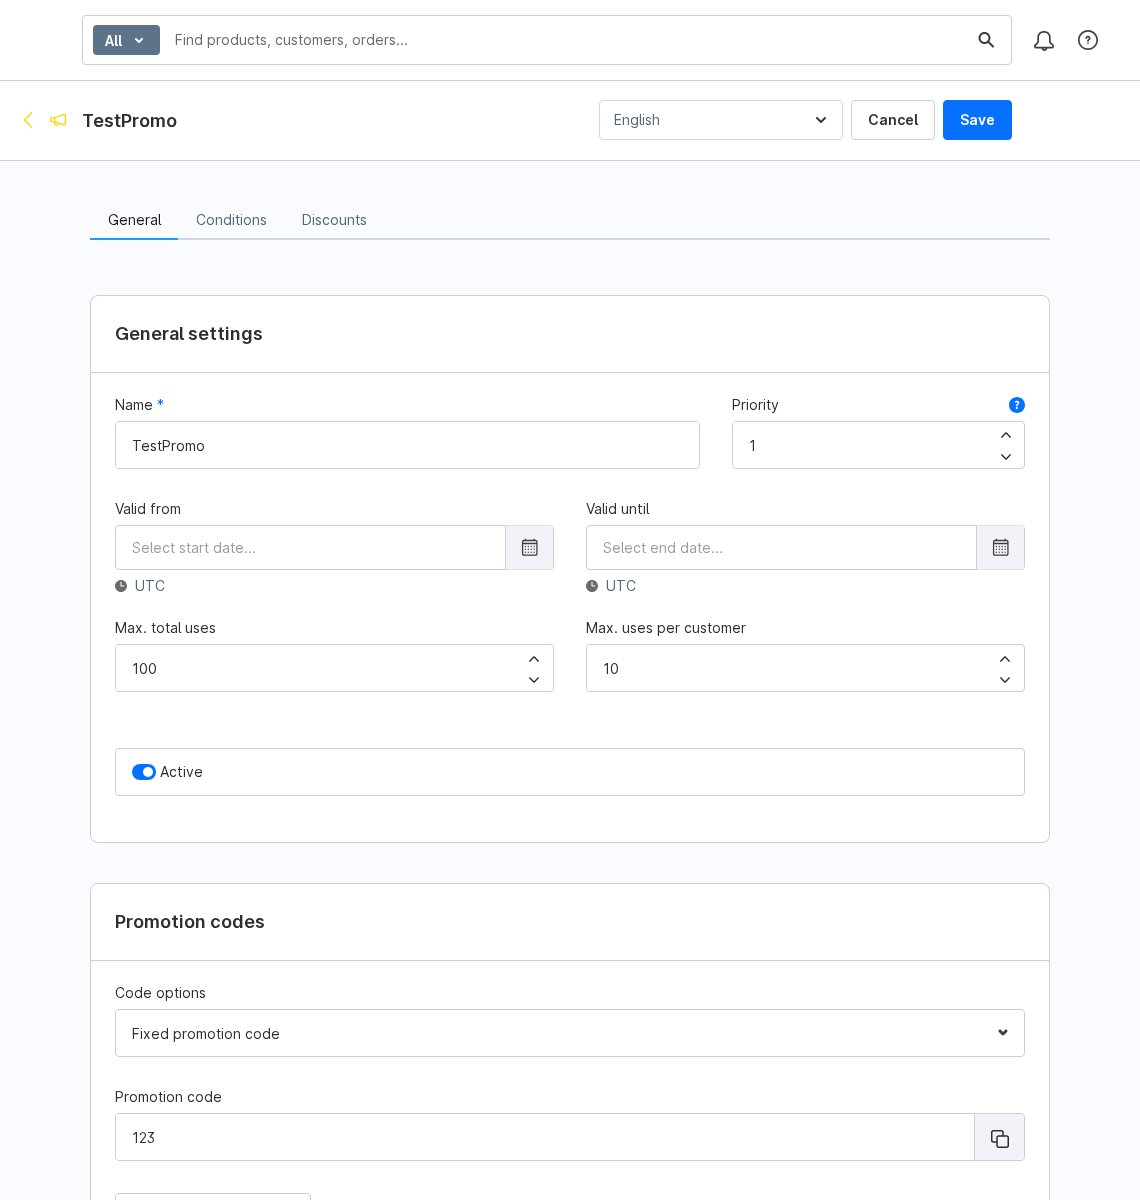 All
Find products, customers, orders...
TestPromo
English
Cancel
Save
General
Conditions
Discounts
General settings
Name *
Priority
?
TestPromo
1
Valid from
Valid until
Select start date...
Select end date...
UTC
UTC
Max. total uses
Max. uses per customer
100
10
Active
Promotion codes
Code options
Fixed promotion code
Promotion code
123